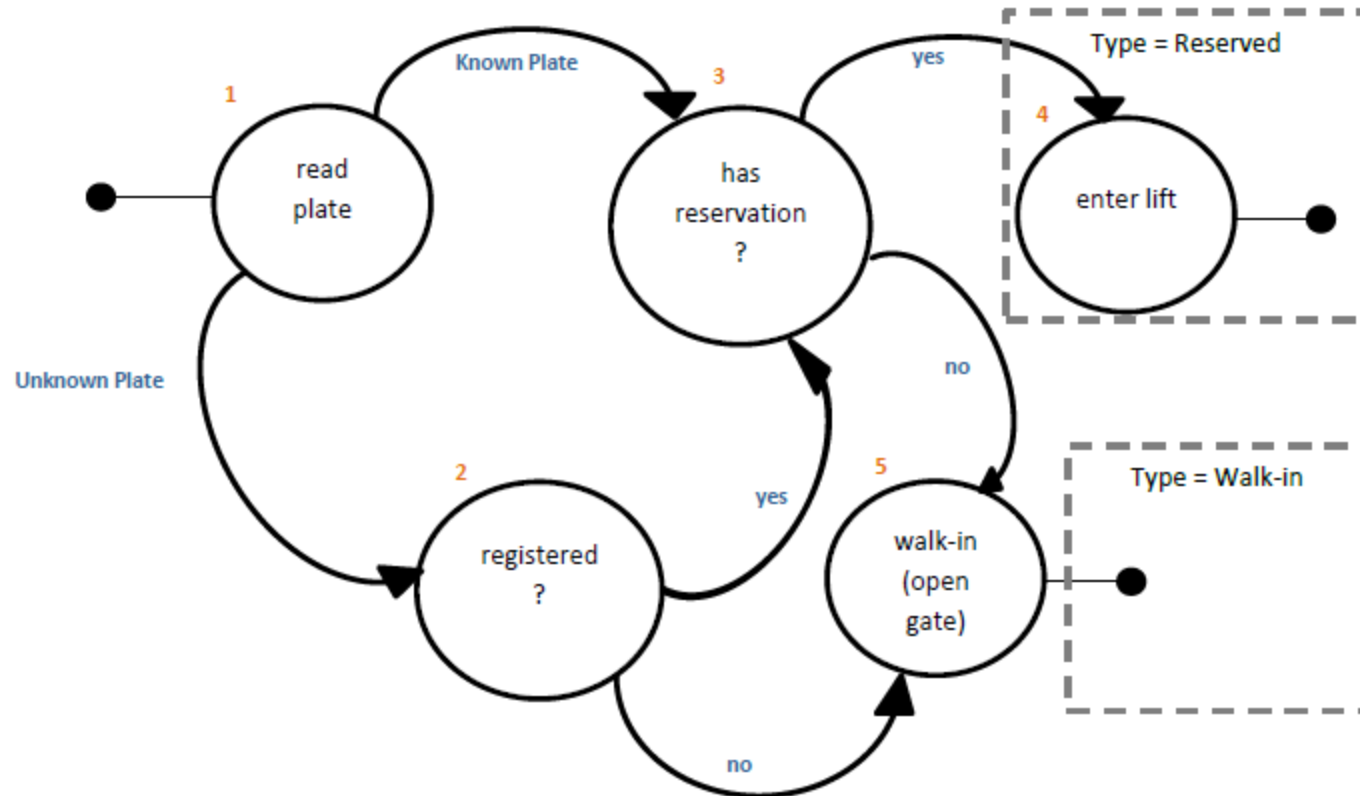 Type = Reserved
Known Plate
yes
3
1
4
read
plate
has
reservation
?
enter lift
Unknown Plate
no
2
5
Type = Walk-in
yes
registered
?
walk-in
(open
gate)
no